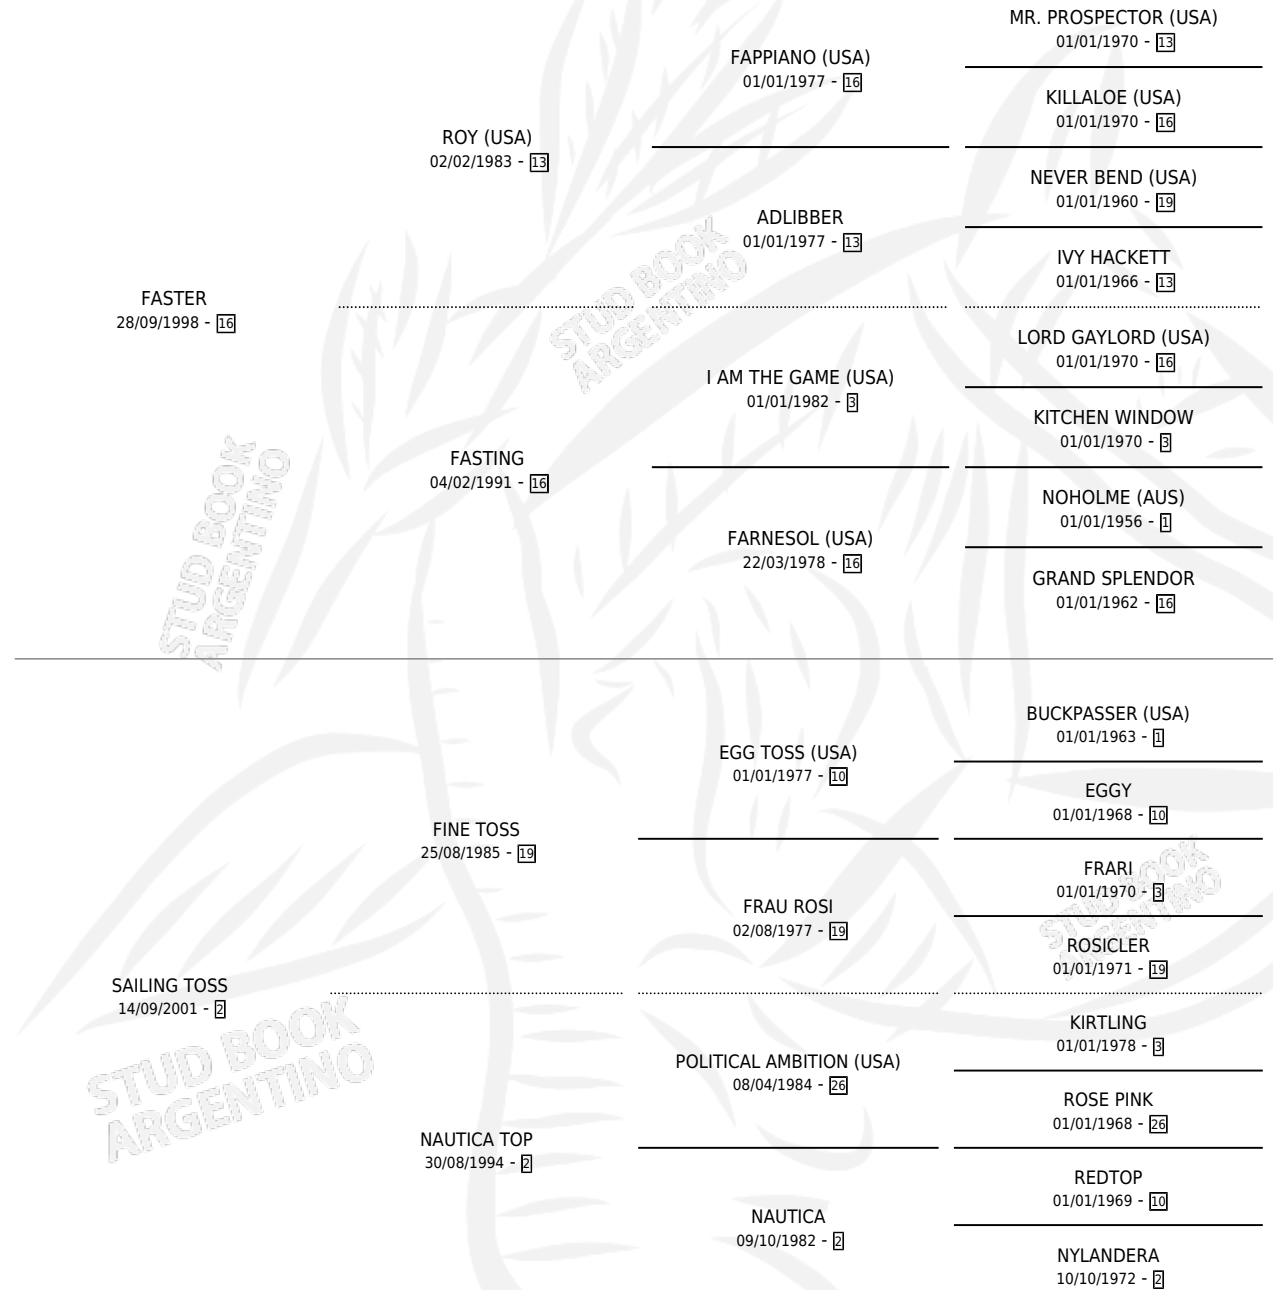 MR. PROSPECTOR (USA)
01/01/1970 - 13
FAPPIANO (USA)
01/01/1977 - 16
KILLALOE (USA)
01/01/1970 - 16
ROY (USA)
02/02/1983 - 13
NEVER BEND (USA)
01/01/1960 - 19
ADLIBBER
01/01/1977 - 13
IVY HACKETT
01/01/1966 - 13
FASTER
28/09/1998 - 16
LORD GAYLORD (USA)
01/01/1970 - 16
I AM THE GAME (USA)
01/01/1982 - 3
KITCHEN WINDOW
01/01/1970 - 3
FASTING
04/02/1991 - 16
NOHOLME (AUS)
01/01/1956 - 1
FARNESOL (USA)
22/03/1978 - 16
GRAND SPLENDOR
01/01/1962 - 16
BUCKPASSER (USA)
01/01/1963 - 1
EGG TOSS (USA)
01/01/1977 - 10
EGGY
01/01/1968 - 10
FINE TOSS
25/08/1985 - 19
FRARI
01/01/1970 - 3
FRAU ROSI
02/08/1977 - 19
ROSICLER
01/01/1971 - 19
SAILING TOSS
14/09/2001 - 2
KIRTLING
01/01/1978 - 3
POLITICAL AMBITION (USA)
08/04/1984 - 26
ROSE PINK
01/01/1968 - 26
NAUTICA TOP
30/08/1994 - 2
REDTOP
01/01/1969 - 10
NAUTICA
09/10/1982 - 2
NYLANDERA
10/10/1972 - 2
STUD BOOK
ARGENTINO
STUD BOOK
ARGENTINO
STUD BOOK
ARGENTINO
STUD BOOK
ARGENTINO